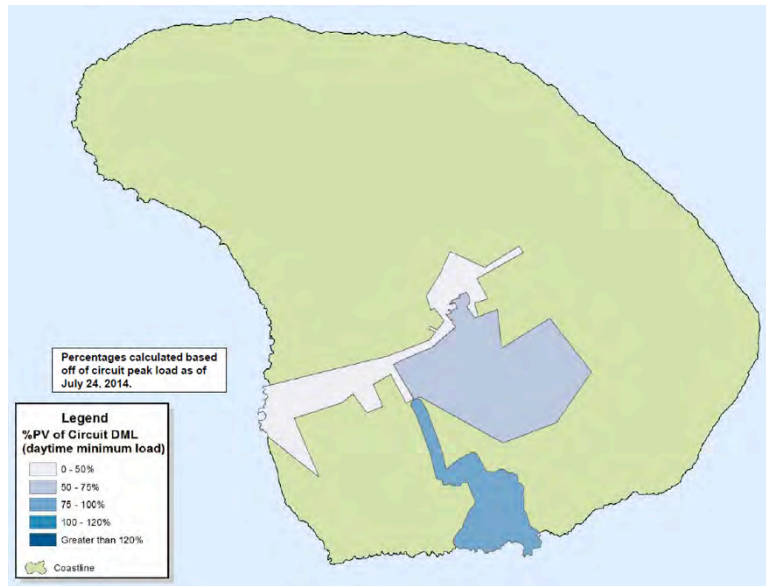 Percentages calculated based
off of circuit peak load as of
July 24, 2014.
Legend
%PV of Circuit DML
(daytime minimum load)
0 - 50%
50 - 75%
75 - 100%
100 - 120%
Greater than 120%
Coastline